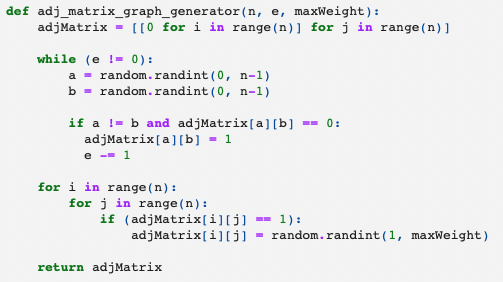 def adj_matrix_graph_generator(n, e, maxWeight):
    adjMatrix = [[0 for i in range(n)] for j in range(n)]

    while (e != 0):
        a = random.randint(0, n-1)
        b = random.randint(0, n-1)

        if a != b and adjMatrix[a][b] == 0:
          adjMatrix[a][b] = 1
          e -= 1

    for i in range(n):
        for j in range(n):
            if (adjMatrix[i][j] == 1):
                adjMatrix[i][j] = random.randint(1, maxWeight)

    return adjMatrix